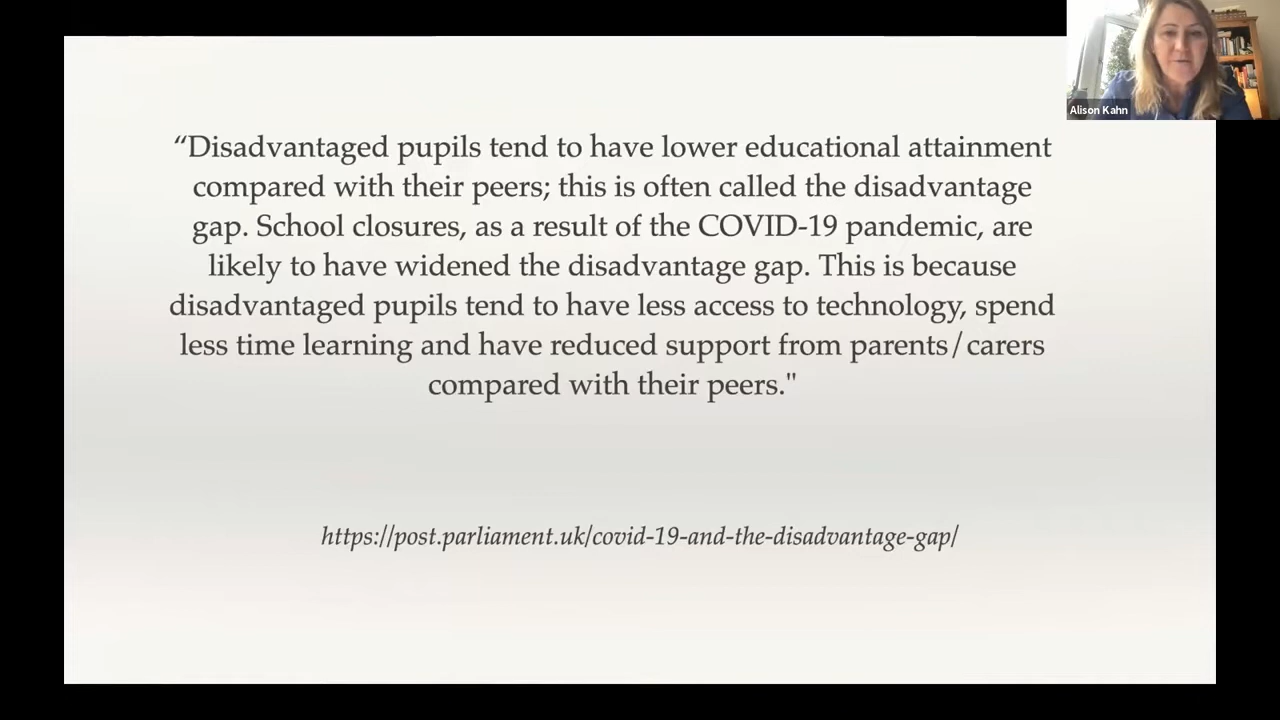 Alison Kahn
“Disadvantaged pupils tend to have lower educational attainment
compared with their peers; this is often called the disadvantage
gap. School closures, as a result of the COVID-19 pandemic, are
likely to have widened the disadvantage gap. This is because
disadvantaged pupils tend to have less access to technology, spend
less time learning and have reduced support from parents/carers
compared with their peers."
https://post.parliament.uk/covid-19-and-the-disadvantage-gap/